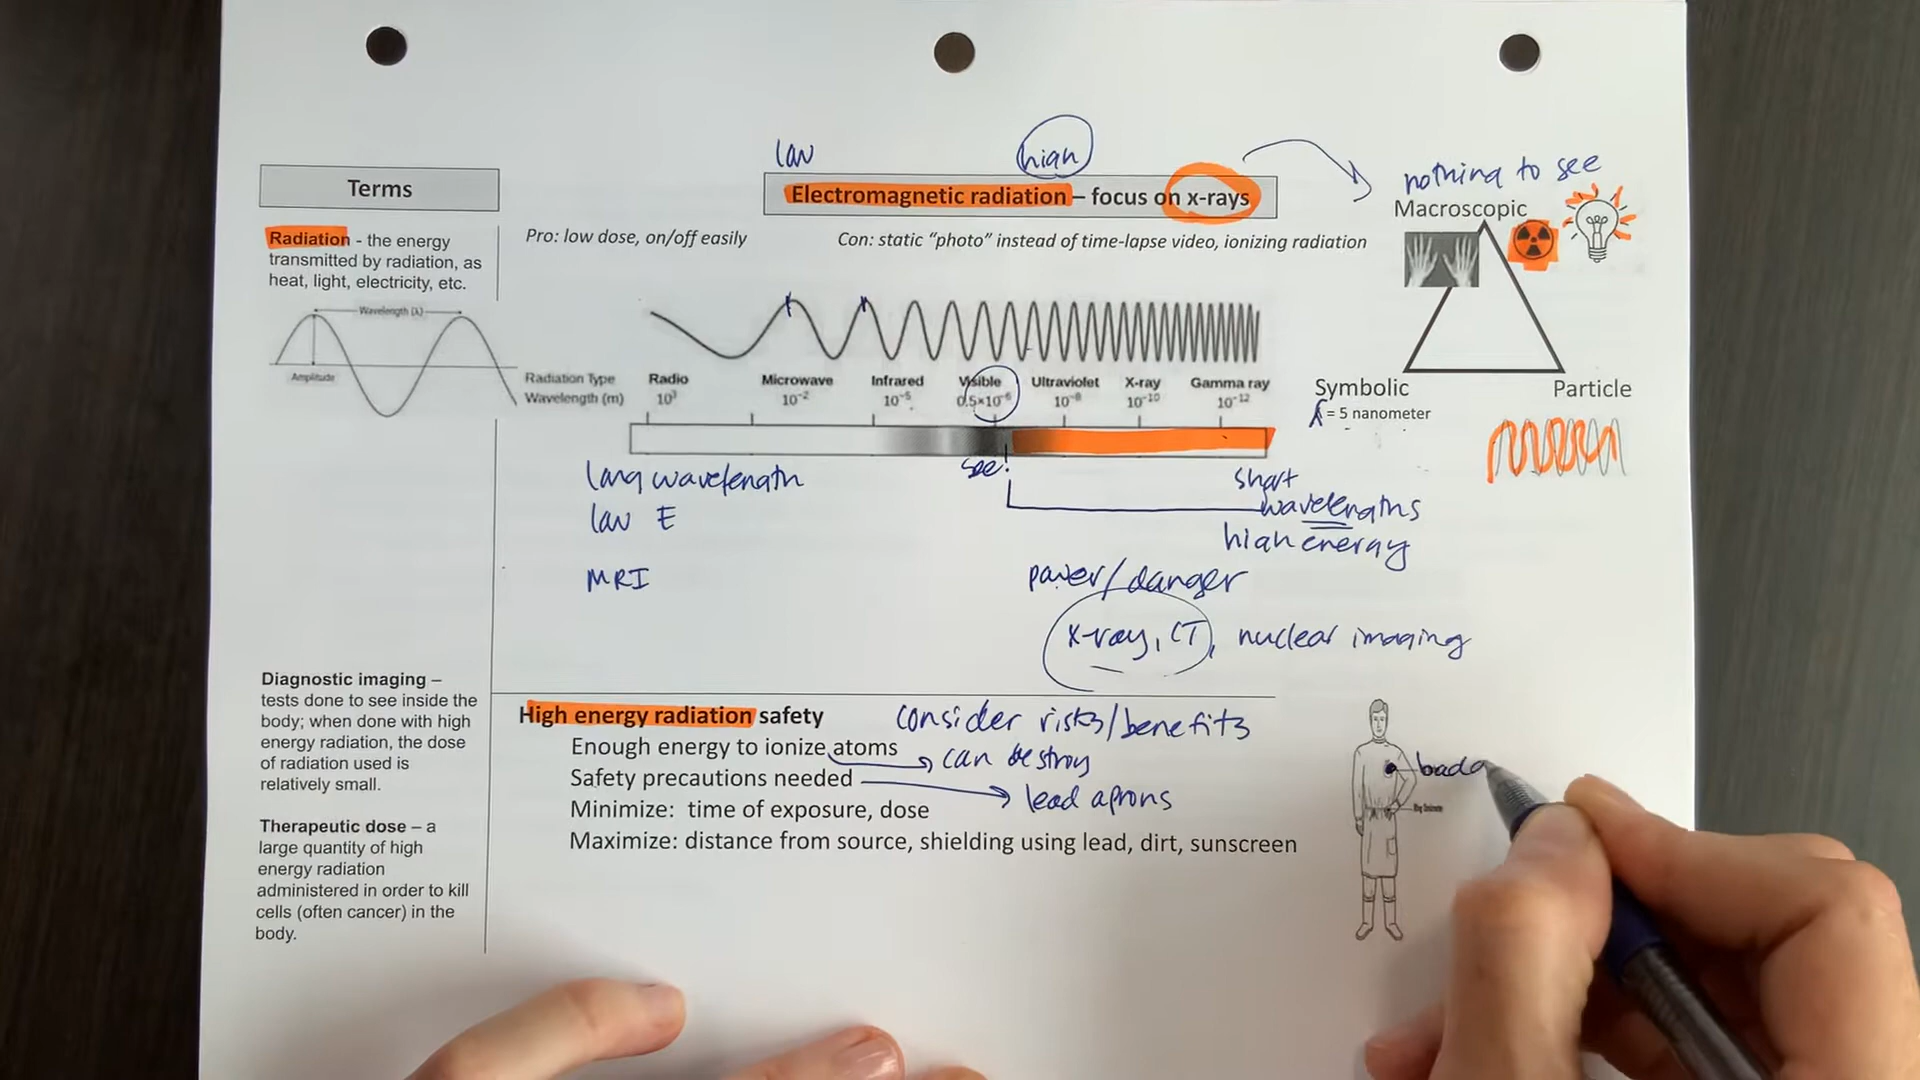 low
high
nothing to see
Terms
Electromagnetic radiation – focus on x-rays
Macroscopic
Radiation - the energy
transmitted by radiation, as
heat, light, electricity, etc.
Pro: low dose, on/off easily
Con: static “photo” instead of time-lapse video, ionizing radiation
Wavelength (λ)
Amplitude
Radiation Type
Radio
Microwave
Infrared
Visible
Ultraviolet
X-ray
Gamma ray
Wavelength (m)
10³
10⁻²
10⁻⁵
0.5×10⁻⁶
10⁻⁸
10⁻¹⁰
10⁻¹²
Symbolic
Particle
= 5 nanometer
see!
long wavelength
low E
MRI
short
wavelengths
high energy
power/danger
x-ray, CT, nuclear imaging
Diagnostic imaging –
tests done to see inside the
body; when done with high
energy radiation, the dose
of radiation used is
relatively small.
Therapeutic dose – a
large quantity of high
energy radiation
administered in order to kill
cells (often cancer) in the
body.
High energy radiation safety
consider risks/benefits
Enough energy to ionize atoms
can destroy
Safety precautions needed
lead aprons
Minimize: time of exposure, dose
Maximize: distance from source, shielding using lead, dirt, sunscreen